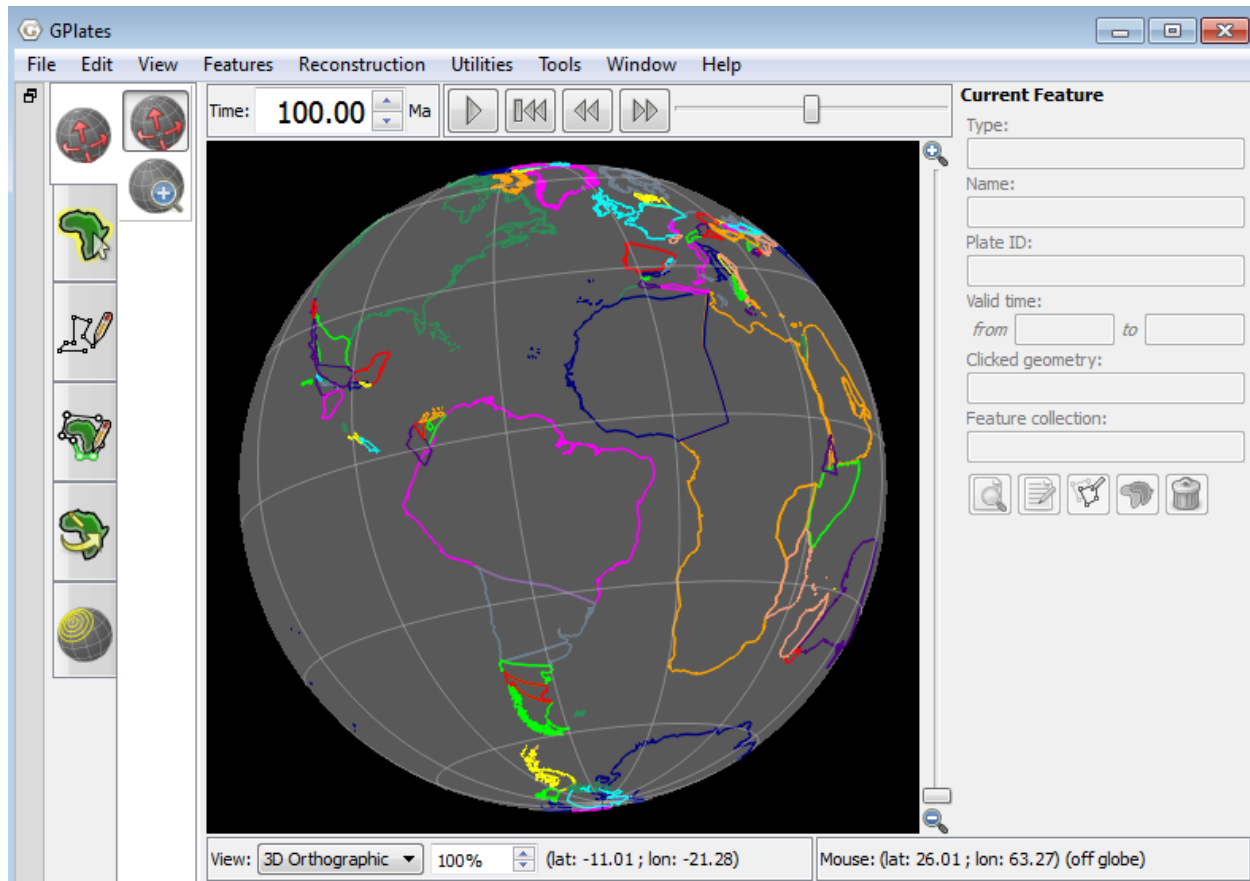 GPlates
File Edit View Features Reconstruction Utilities Tools Window Help
Time: 100.00 Ma
Current Feature
Type:
Name:
Plate ID:
Valid time:
from to
Clicked geometry:
Feature collection:
View: 3D Orthographic 100% (lat: -11.01 ; lon: -21.28) Mouse: (lat: 26.01 ; lon: 63.27) (off globe)